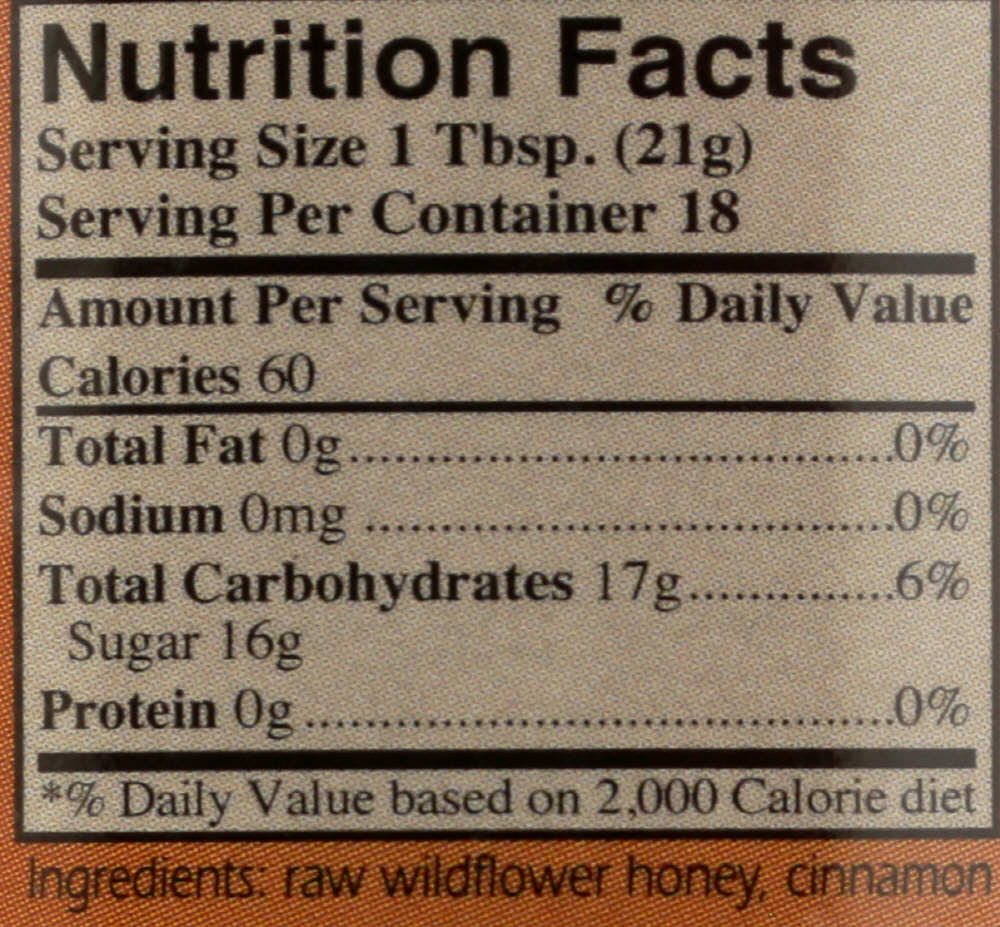 Nutrition Facts
Serving Size 1 Tbsp. (21g)
Serving Per Container 18
Amount Per Serving % Daily Value
Calories 60
Total Fat 0g..........................................0%
Sodium 0mg ........................................0%
Total Carbohydrates 17g...............6%
Sugar 16g
Protein 0g .............................................0%
*% Daily Value based on 2,000 Calorie diet
Ingredients: raw wildflower honey, cinnamon